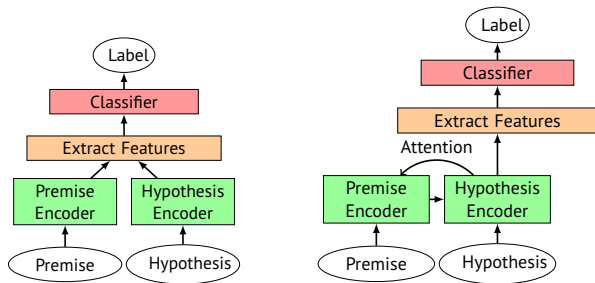 Label
Classifier
Extract Features
Premise
Encoder
Hypothesis
Encoder
Premise
Hypothesis
Label
Classifier
Extract Features
Attention
Premise
Encoder
Hypothesis
Encoder
Premise
Hypothesis